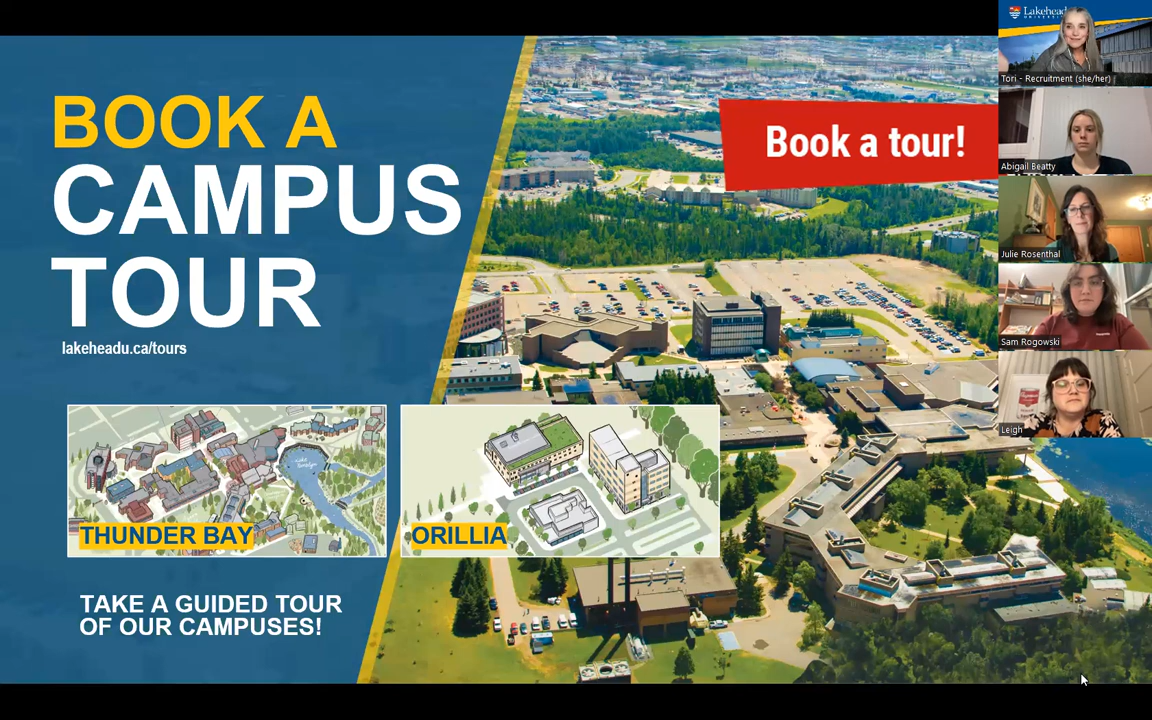 BOOK A
CAMPUS
TOUR
lakeheadu.ca/tours
Book a tour!
THUNDER BAY
ORILLIA
TAKE A GUIDED TOUR
OF OUR CAMPUSES!
Lakehead
UNIVERSITY
Tori - Recruitment (she/her)
Abigail Beatty
Julie Rosenthal
Sam Rogowski
Leigh